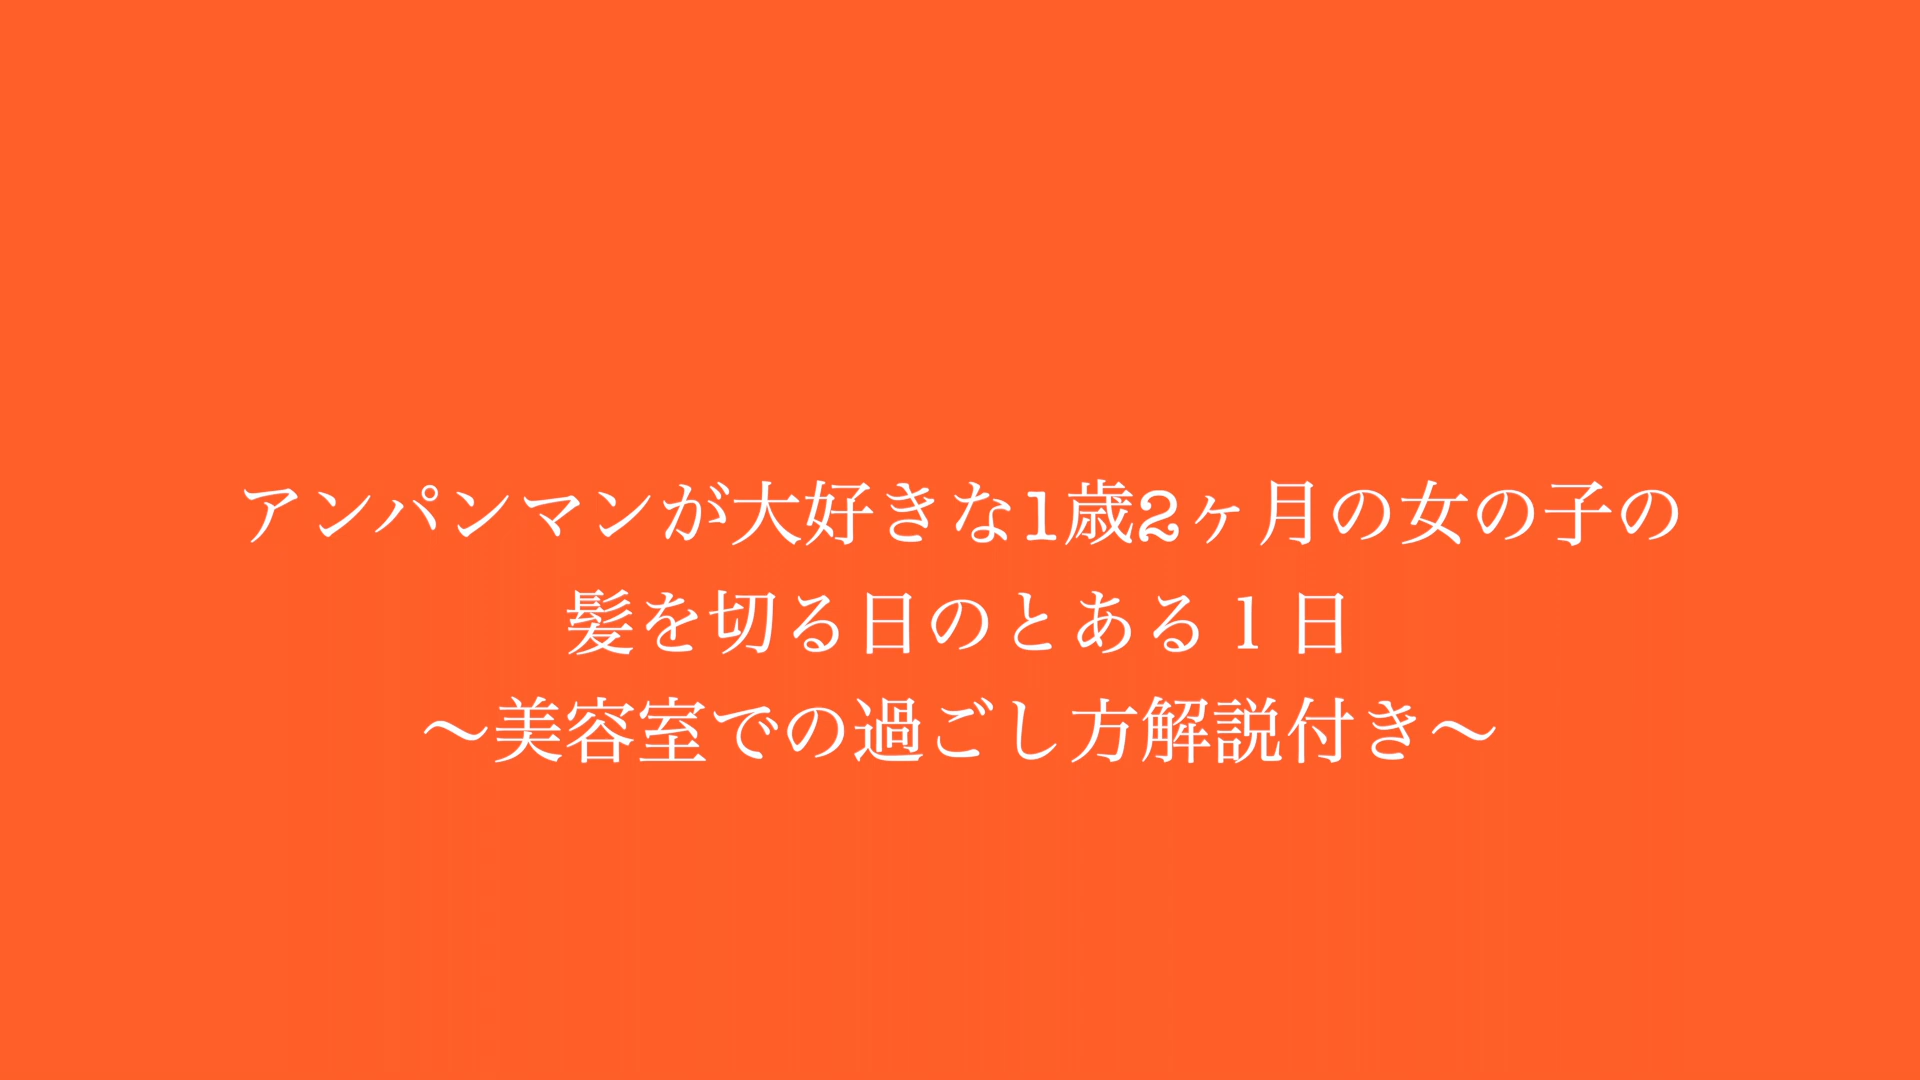 アンパンマンが大好きな1歳2ヶ月の女の子の
髪を切る日のとある１日
〜美容室での過ごし方解説付き〜